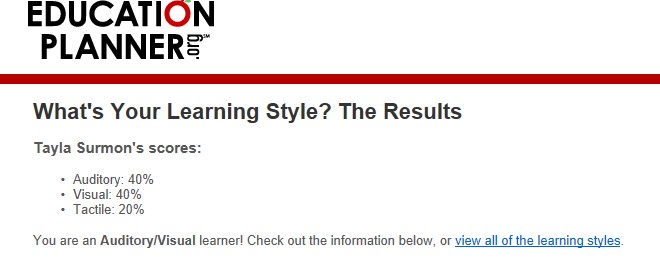 EDUCATION
PLANNER.org℠
What's Your Learning Style? The Results
Tayla Surmon's scores:
• Auditory: 40%
• Visual: 40%
• Tactile: 20%
You are an Auditory/Visual learner! Check out the information below, or view all of the learning styles.